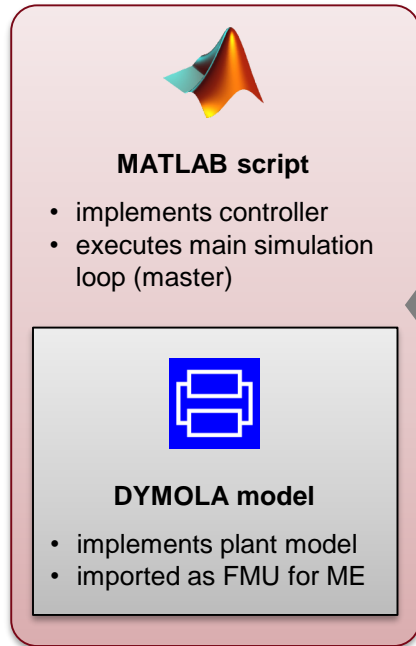 MATLAB script
• implements controller
• executes main simulation
loop (master)
DYMOLA model
• implements plant model
• imported as FMU for ME